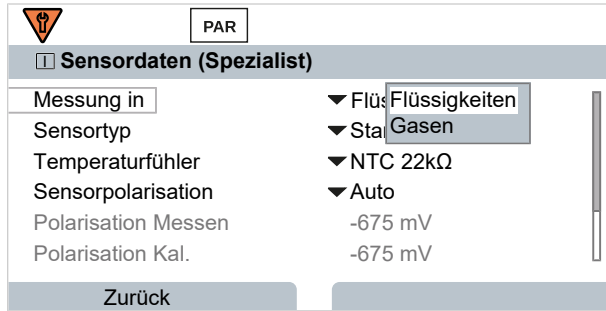 PAR
Sensordaten (Spezialist)
Messung in
Flüs Flüssigkeiten
Gasen
Sensortyp
Sta
Temperaturfühler
NTC 22kΩ
Sensorpolarisation
Auto
Polarisation Messen
-675 mV
Polarisation Kal.
-675 mV
Zurück